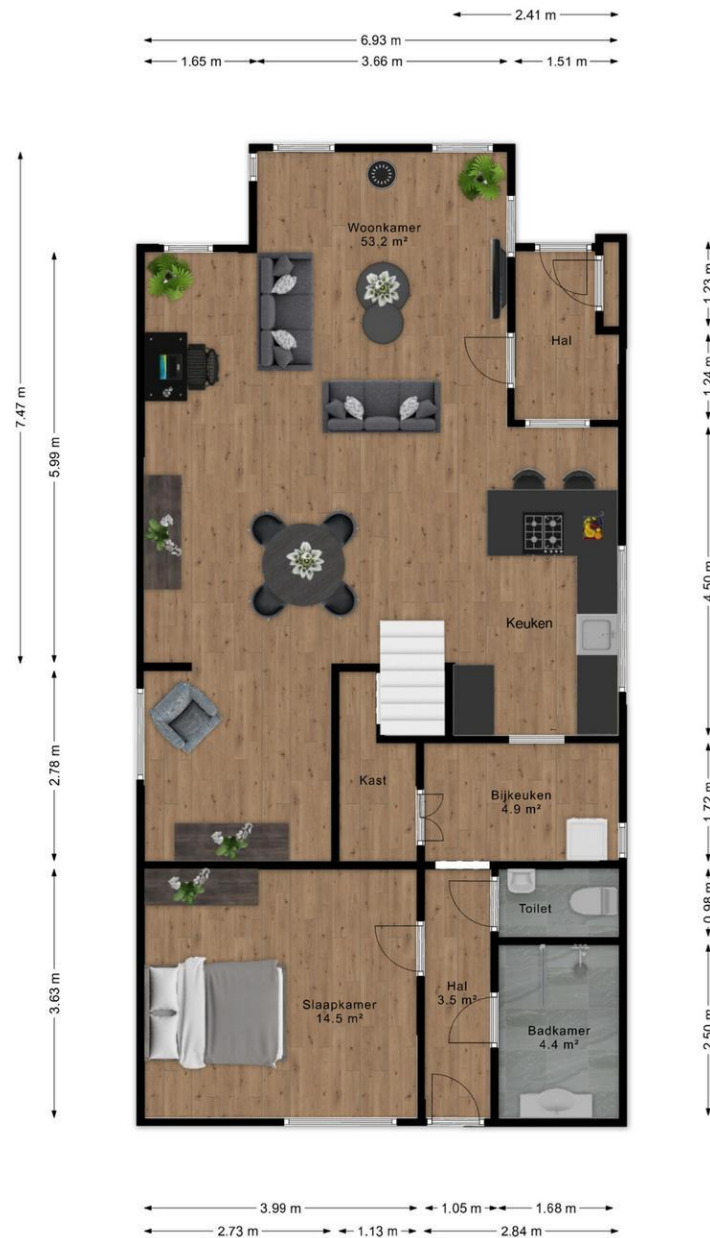 2.41 m
6.93 m
1.65 m
3.66 m
1.51 m
7.47 m
5.99 m
2.78 m
3.63 m
Woonkamer
53.2 m²
Hal
Keuken
Kast
Bijkeuken
4.9 m²
Toilet
Hal
3.5 m²
Slaapkamer
14.5 m²
Badkamer
4.4 m²
1.23 m
1.24 m
4.50 m
1.72 m
0.98 m
2.50 m
3.99 m
1.05 m
1.68 m
2.73 m
1.13 m
2.84 m